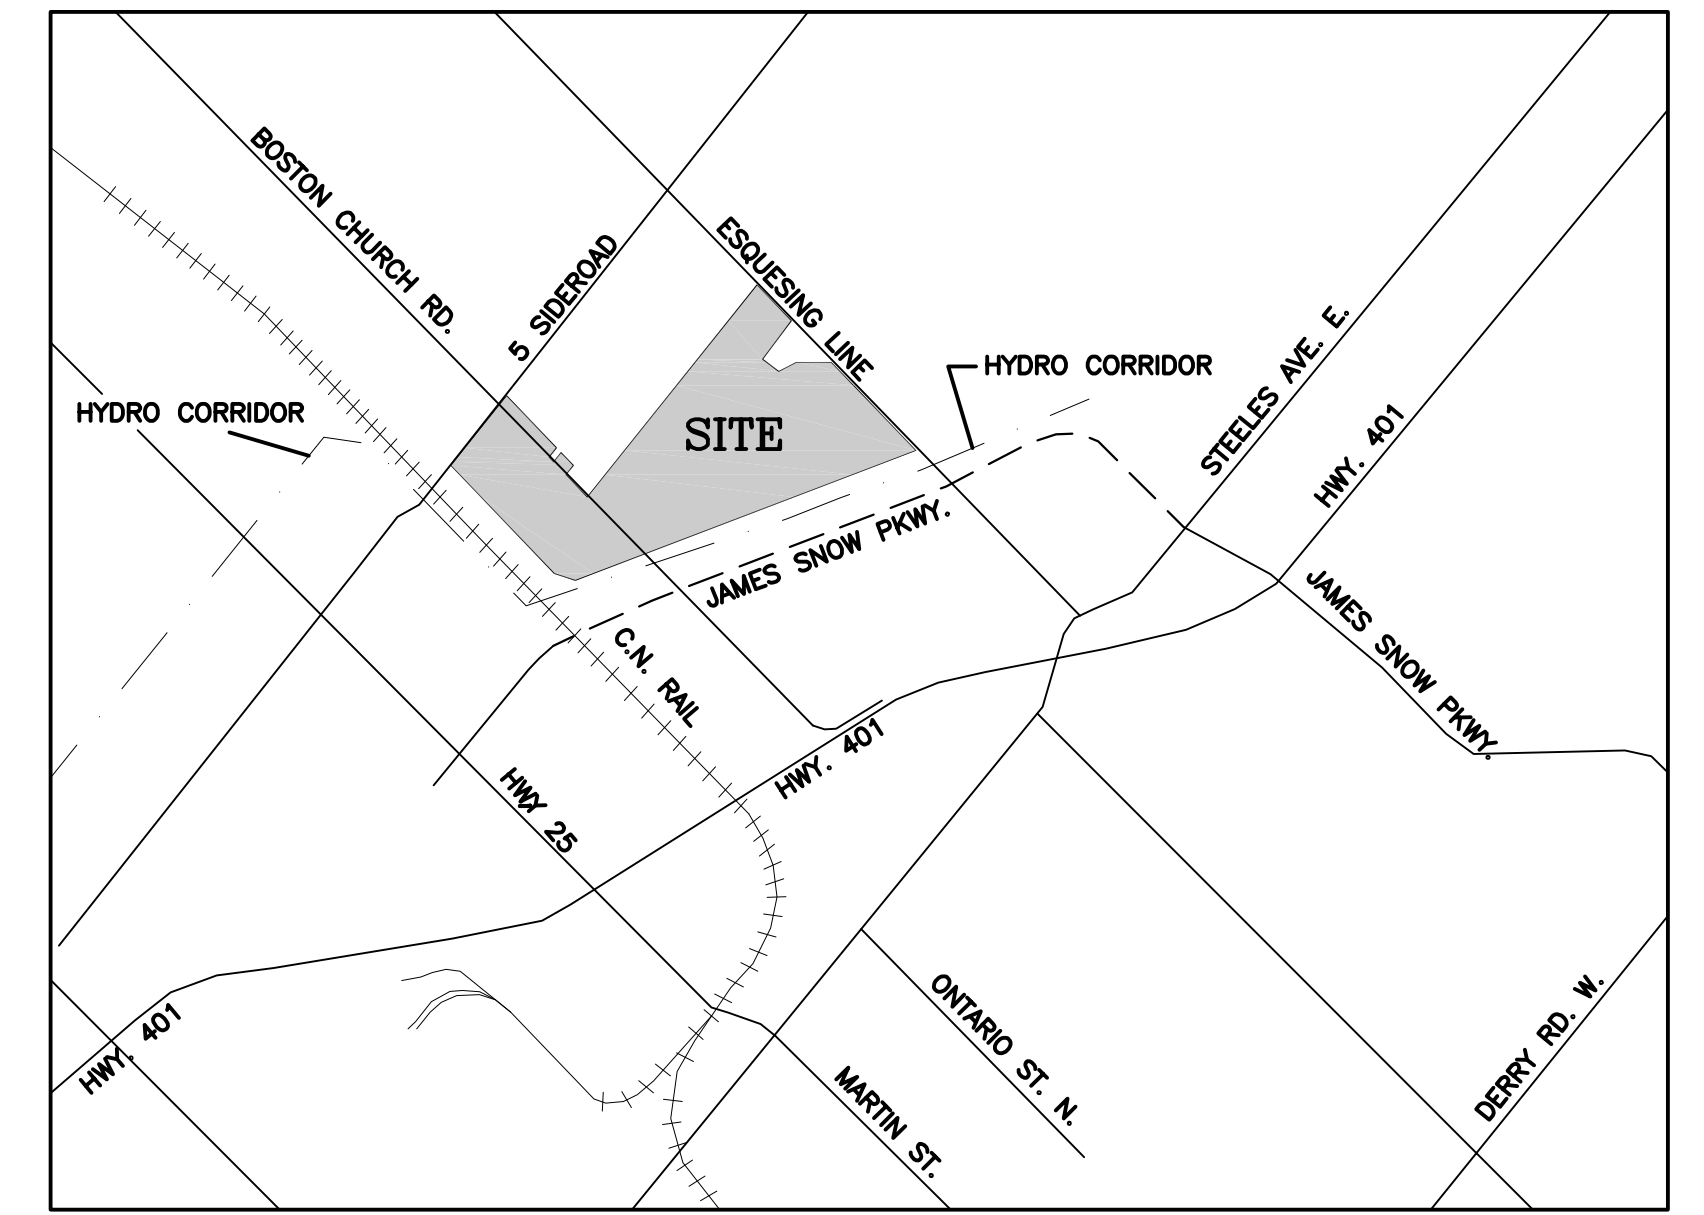 BOSTON CHURCH RD.
5 SIDEROAD
ESQUESING LINE
HYDRO CORRIDOR
HYDRO CORRIDOR
STEELES AVE. E.
HWY. 401
SITE
JAMES SNOW PKWY.
JAMES SNOW PKWY.
C.N. RAIL
HWY. 401
HWY 25
HWY. 401
ONTARIO ST. N.
MARTIN ST.
DERRY RD. W.